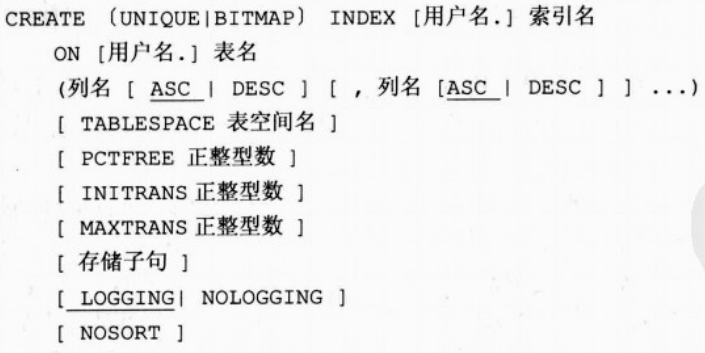 CREATE （UNIQUE|BITMAP） INDEX [用户名.] 索引名
ON [用户名.] 表名
(列名 [ ASC | DESC ] [ , 列名 [ASC | DESC ] ] ...)
[ TABLESPACE 表空间名 ]
[ PCTFREE 正整型数 ]
[ INITRANS 正整型数 ]
[ MAXTRANS 正整型数 ]
[ 存储子句 ]
[ LOGGING| NOLOGGING ]
[ NOSORT ]